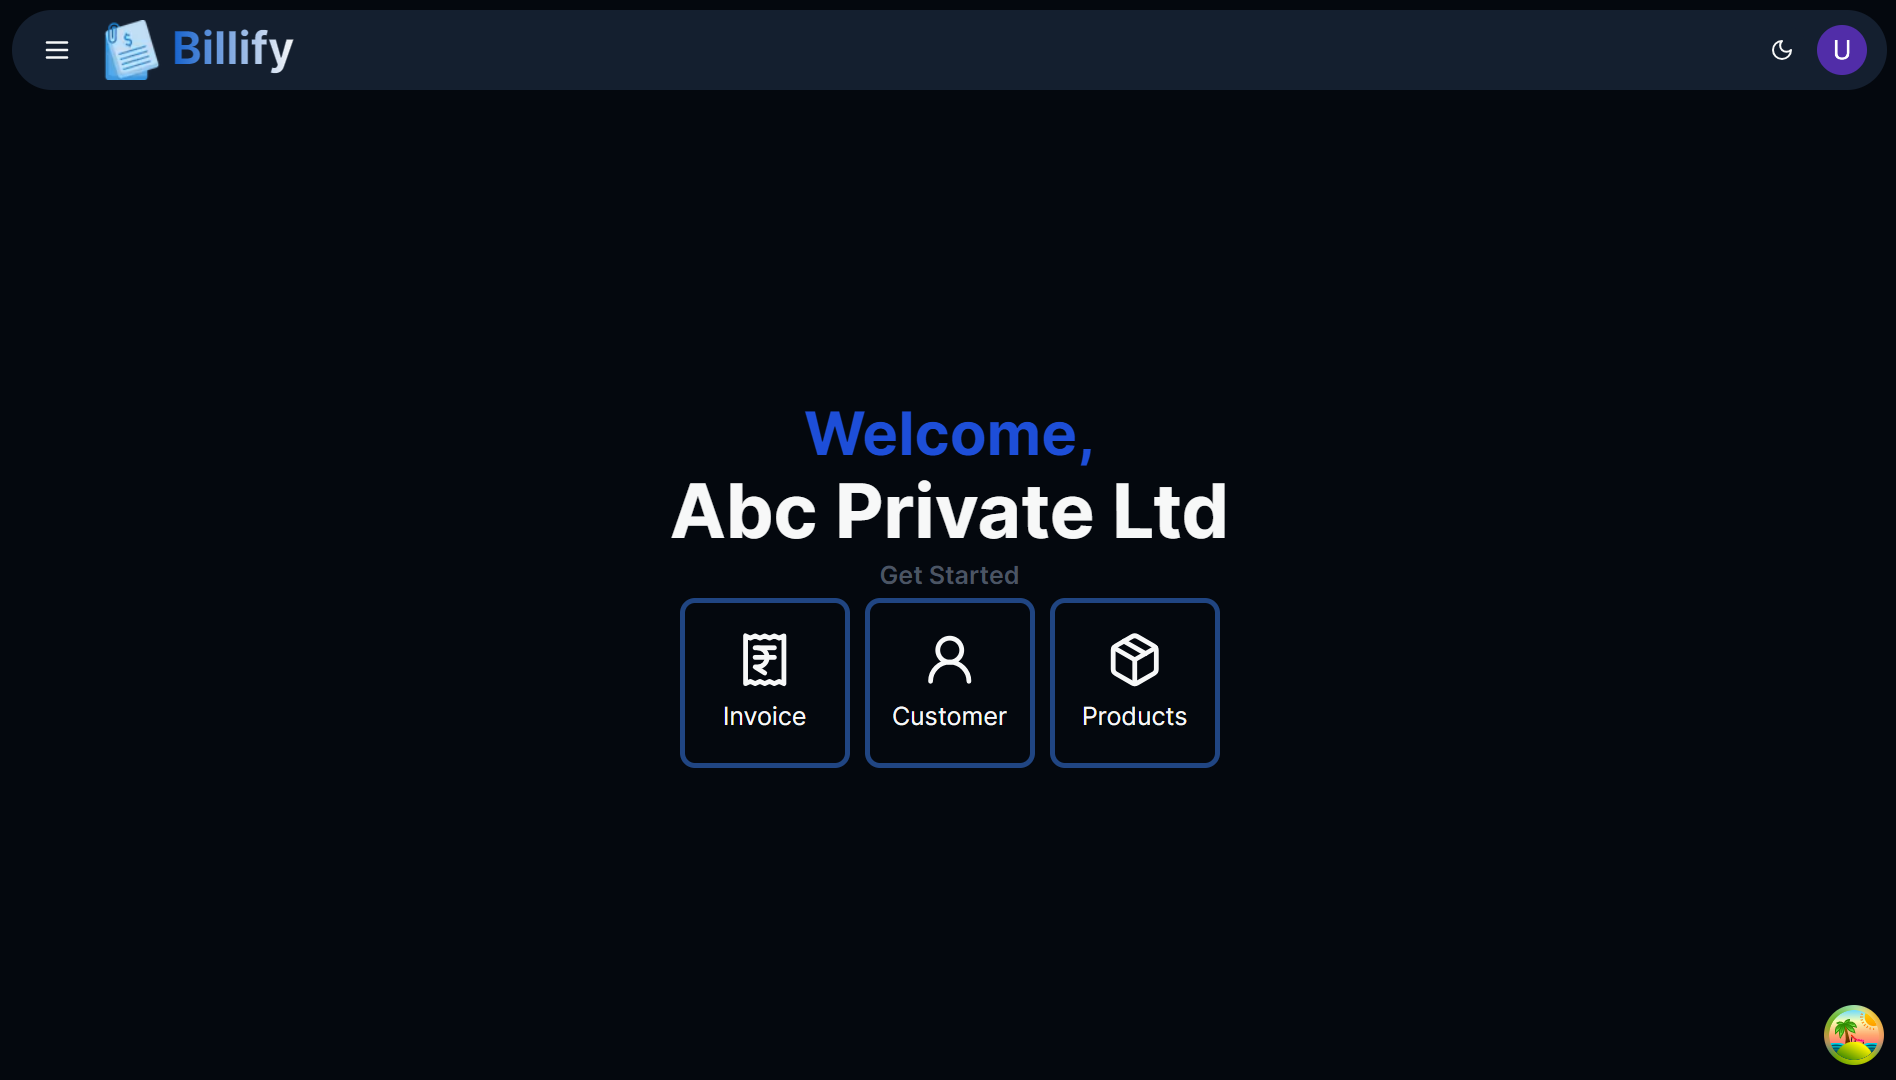 Billify
U
Welcome,
Abc Private Ltd
Get Started
Invoice
Customer
Products